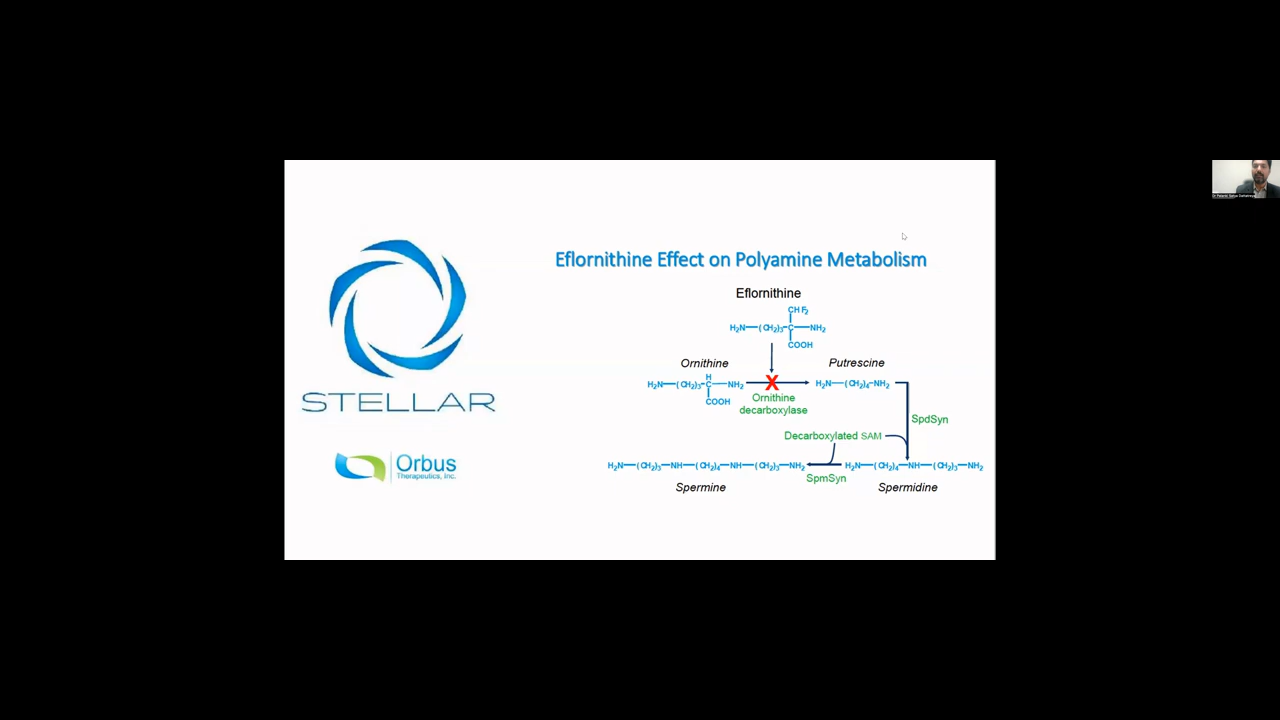 Eflornithine Effect on Polyamine Metabolism
Eflornithine
CHF₂
H₂N—(CH₂)₃—C—NH₂
COOH
Ornithine
Putrescine
H
H₂N—(CH₂)₃—C—NH₂
X
H₂N—(CH₂)₄—NH₂
COOH
Ornithine
decarboxylase
SpdSyn
Decarboxylated SAM
H₂N—(CH₂)₃—NH—(CH₂)₄—NH—(CH₂)₃—NH₂
H₂N—(CH₂)₄—NH—(CH₂)₃—NH₂
SpmSyn
Spermine
Spermidine
STELLAR
Orbus
Therapeutics, Inc.